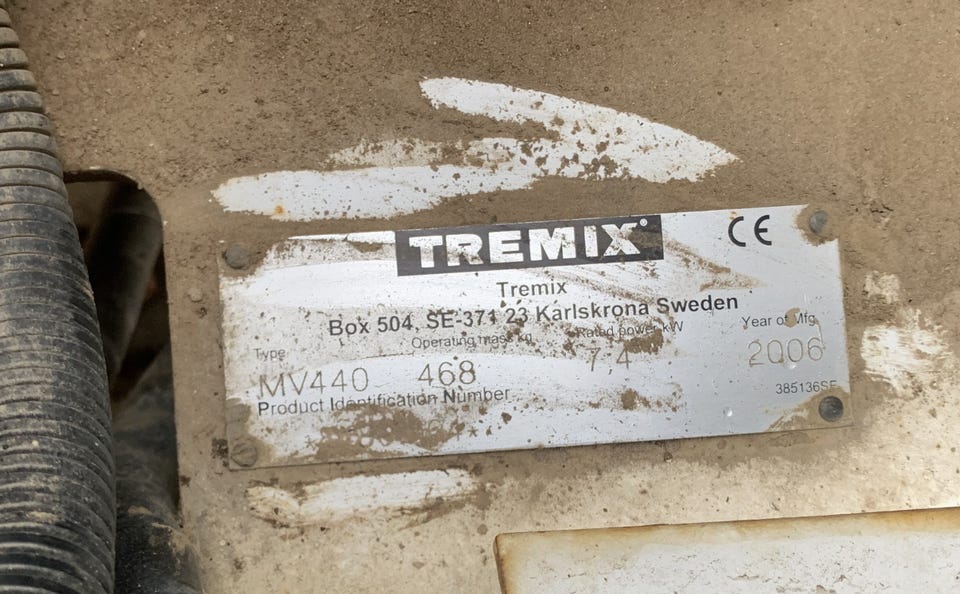 TREMIX®
CE
Tremix
Box 504, SE-371 23 Karlskrona Sweden
Type Operating mass kg Rated power kW Year of Mfg
MV440 468 7.4 2006
Product Identification Number
385136SE